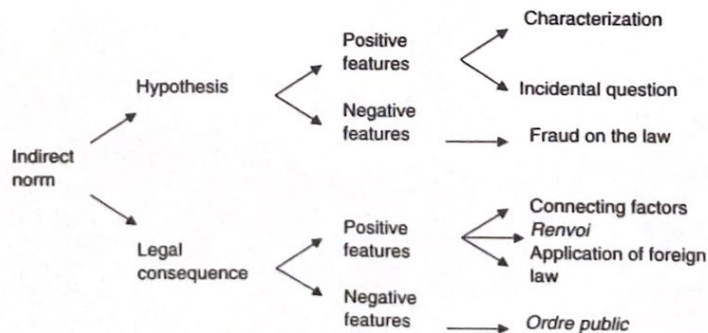 Characterization
Positive
features
Hypothesis
Incidental question
Negative
features
Fraud on the law
Indirect
norm
Connecting factors
Positive
features
Renvoi
Application of foreign
law
Legal
consequence
Negative
features
Ordre public